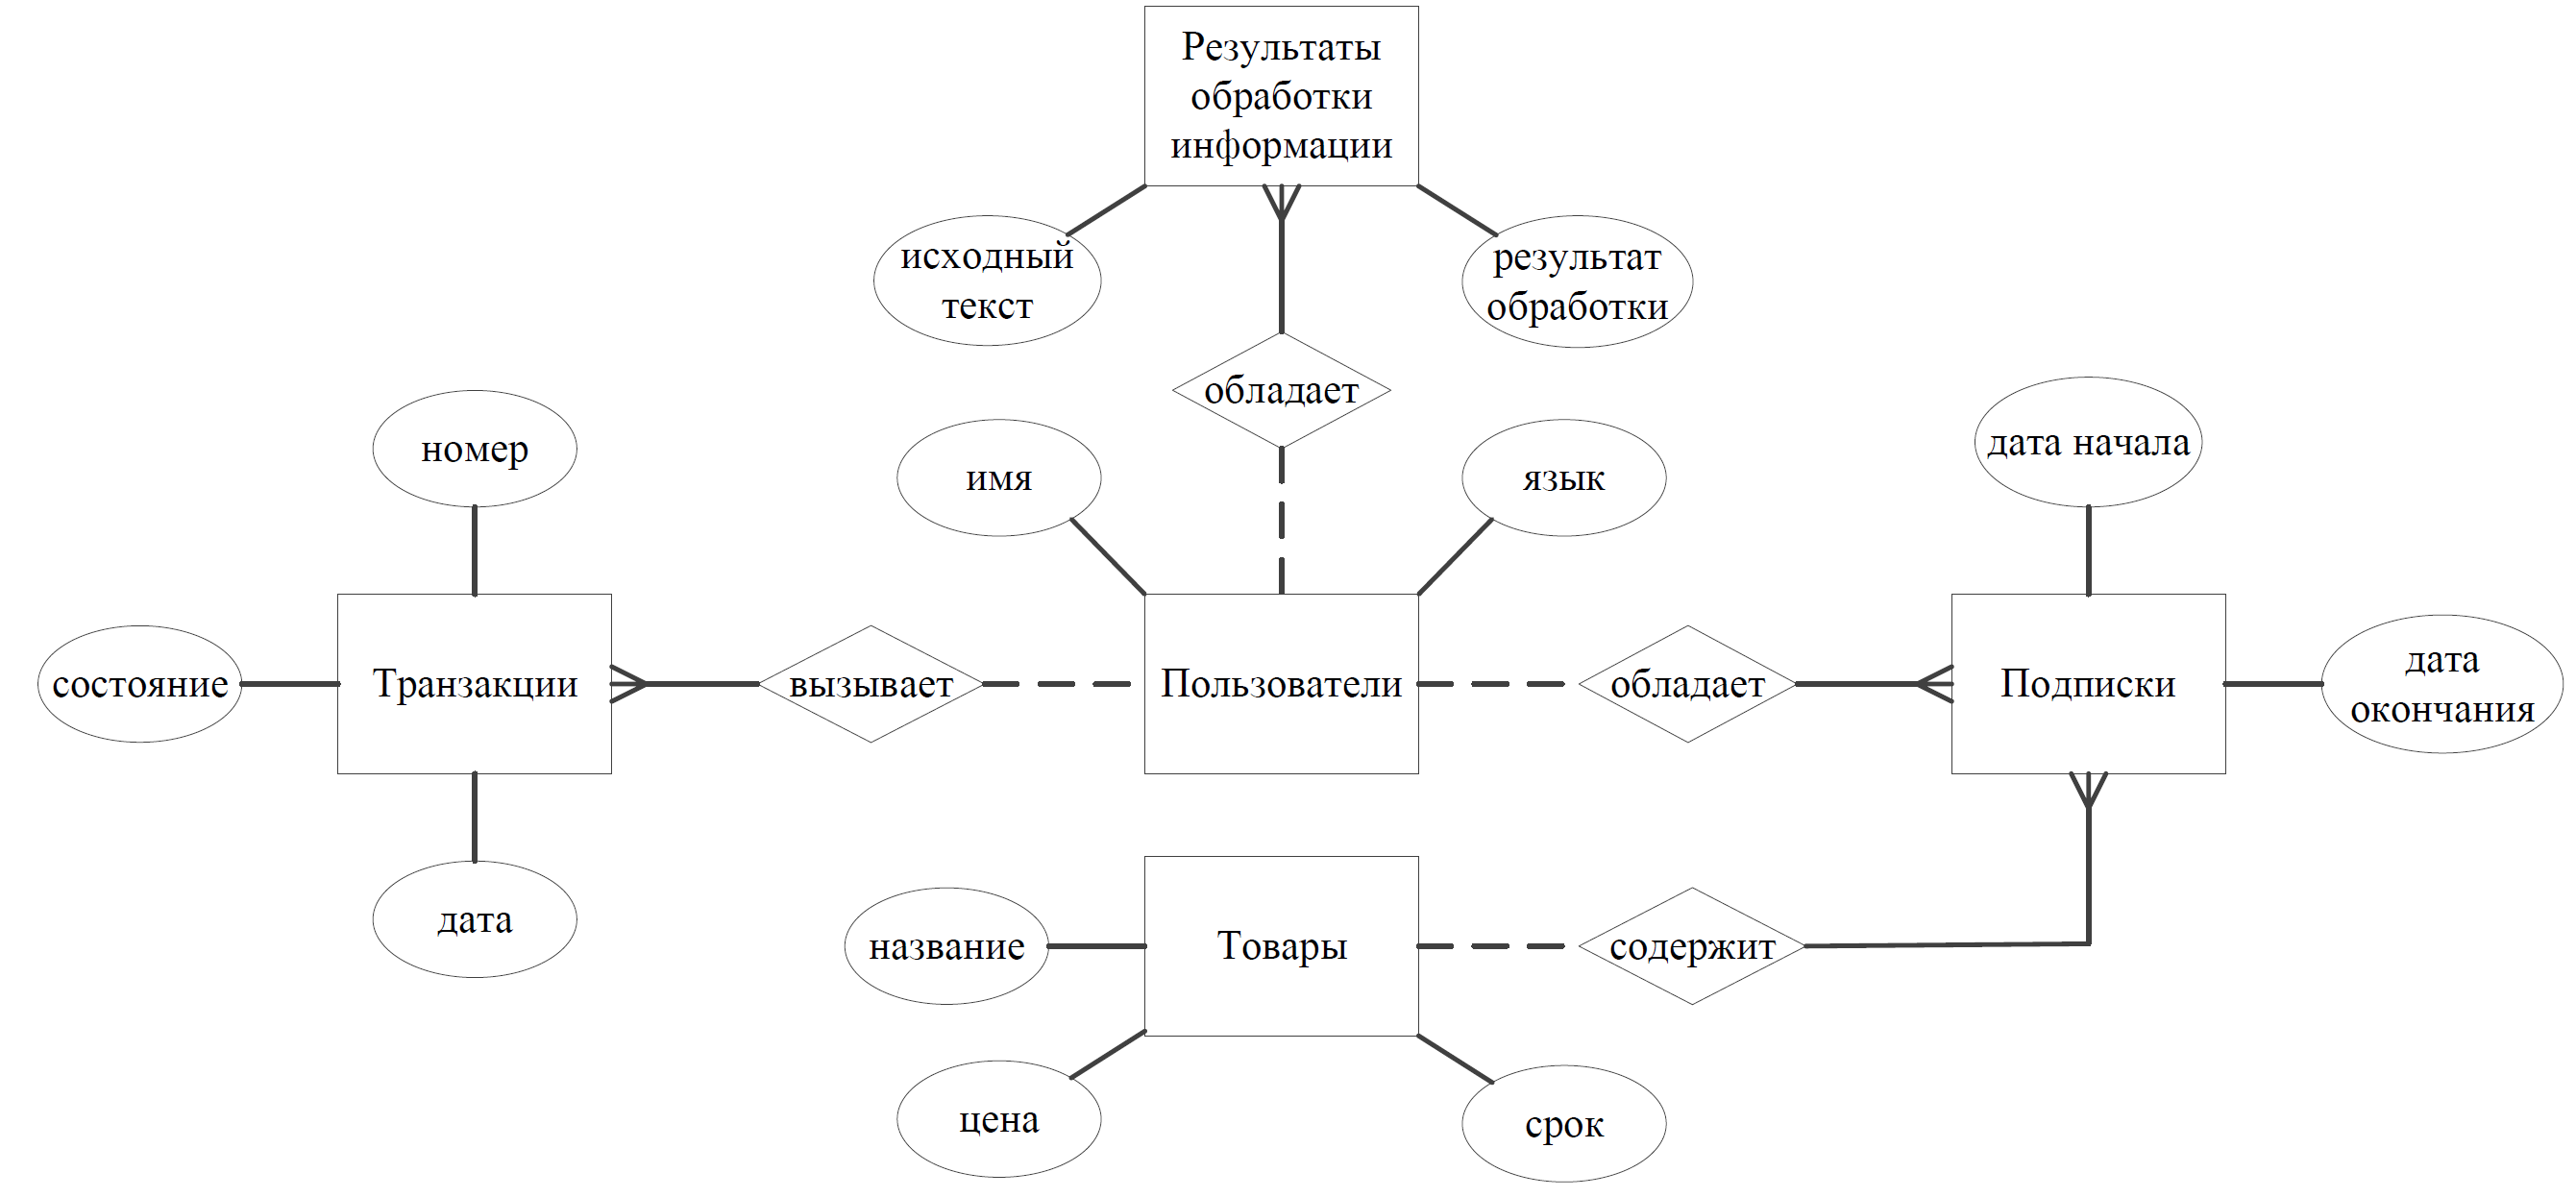 Результаты
обработки
информации
исходный
текст
результат
обработки
обладает
номер
имя
язык
дата начала
состояние
Транзакции
вызывает
Пользователи
обладает
Подписки
дата
окончания
дата
название
Товары
содержит
цена
срок